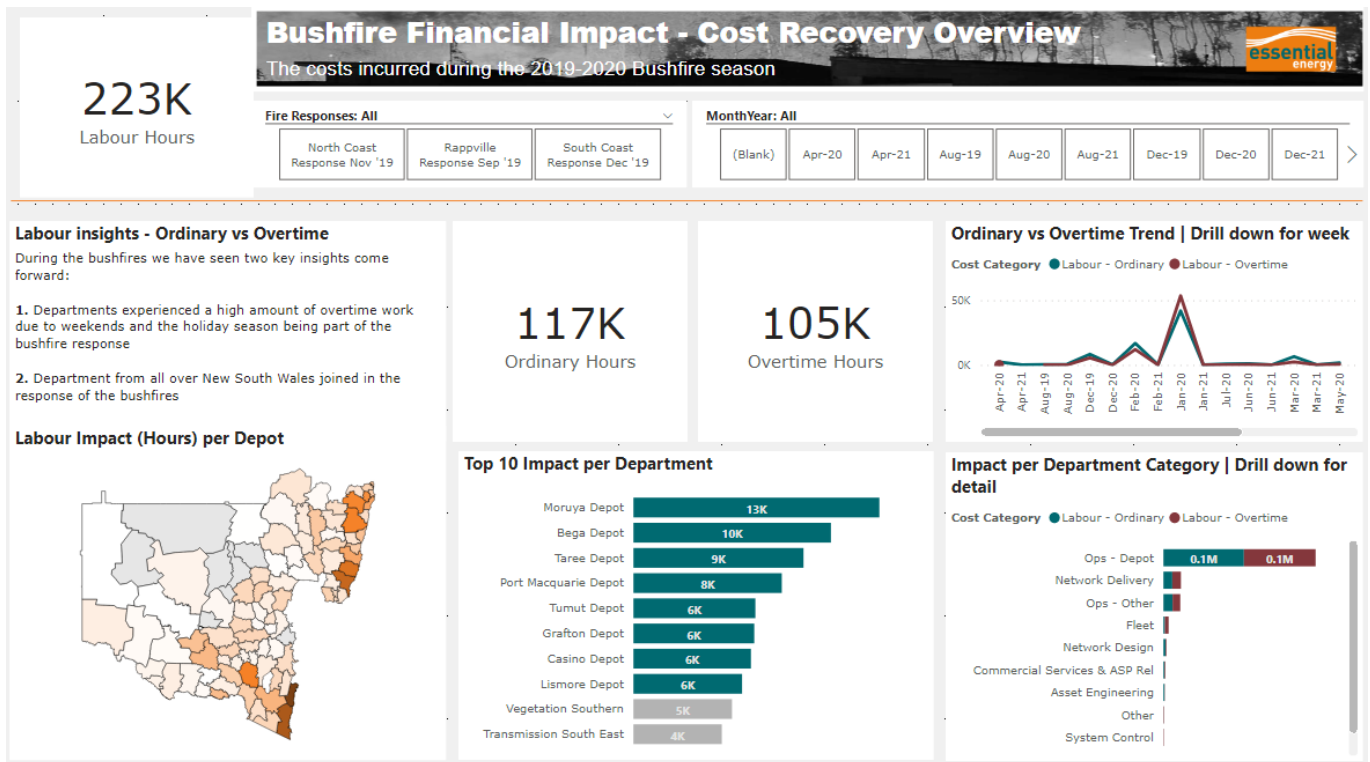 223K
Labour Hours
Bushfire Financial Impact - Cost Recovery Overview
The costs incurred during the 2019-2020 Bushfire season
essential
energy
Fire Responses: All
North Coast
Response Nov '19
Rappville
Response Sep '19
South Coast
Response Dec '19
MonthYear: All
(Blank)
Apr-20
Apr-21
Aug-19
Aug-20
Aug-21
Dec-19
Dec-20
Dec-21
Labour insights - Ordinary vs Overtime
During the bushfires we have seen two key insights come
forward:
1. Departments experienced a high amount of overtime work
due to weekends and the holiday season being part of the
bushfire response
2. Department from all over New South Wales joined in the
response of the bushfires
Labour Impact (Hours) per Depot
117K
Ordinary Hours
105K
Overtime Hours
Ordinary vs Overtime Trend | Drill down for week
Cost Category Labour - Ordinary Labour - Overtime
50K
0K
Apr-20
Apr-21
Aug-19
Aug-20
Dec-19
Dec-20
Feb-20
Feb-21
Jan-20
Jan-21
Jul-20
Jun-20
Jun-21
Mar-20
Mar-21
May-20
Top 10 Impact per Department
Moruya Depot 13K
Bega Depot 10K
Taree Depot 9K
Port Macquarie Depot 8K
Tumut Depot 6K
Grafton Depot 6K
Casino Depot 6K
Lismore Depot 6K
Vegetation Southern 5K
Transmission South East 4K
Impact per Department Category | Drill down for
detail
Cost Category Labour - Ordinary Labour - Overtime
Ops - Depot 0.1M 0.1M
Network Delivery
Ops - Other
Fleet
Network Design
Commercial Services & ASP Rel
Asset Engineering
Other
System Control